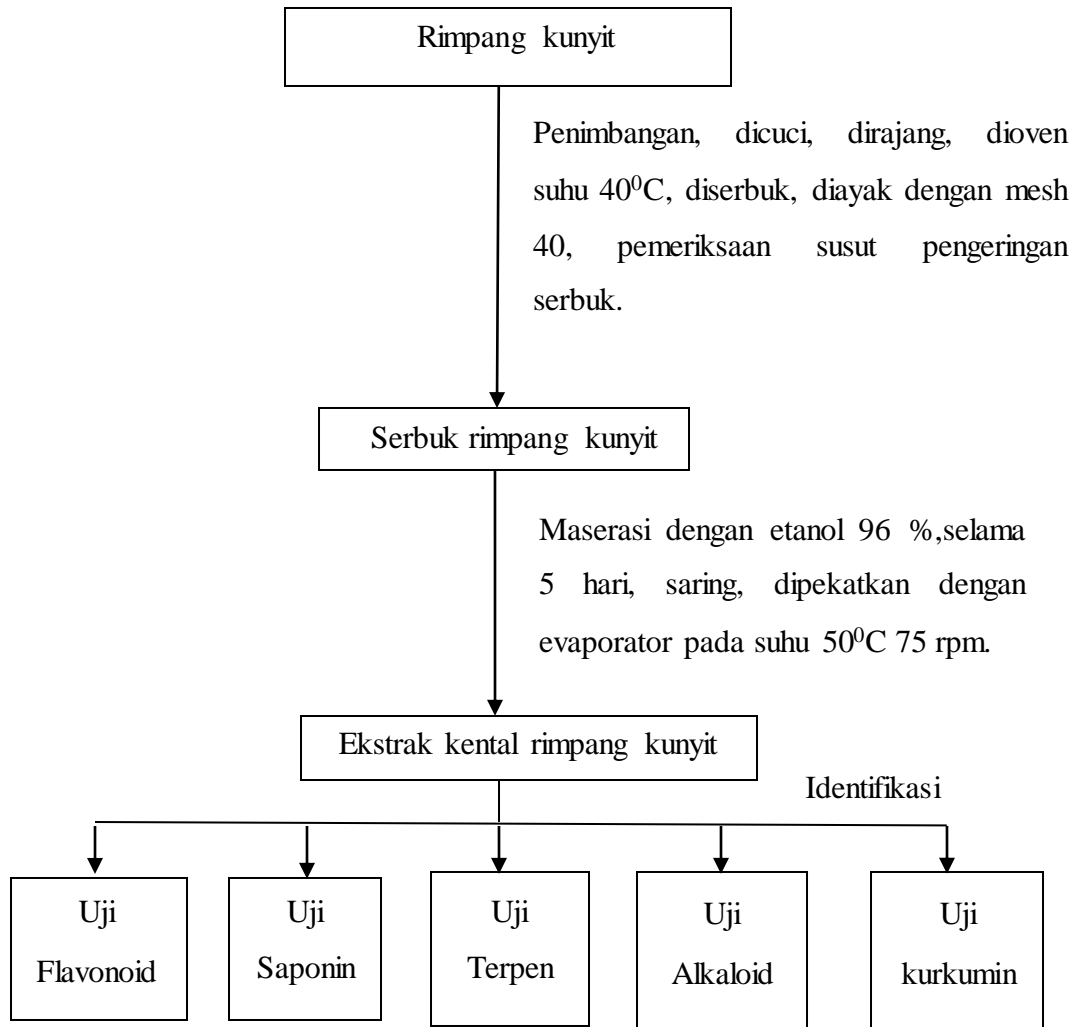 Rimpang kunyit
Penimbangan, dicuci, dirajang, dioven
suhu 40⁰C, diserbuk, diayak dengan mesh
40, pemeriksaan susut pengeringan
serbuk.
Serbuk rimpang kunyit
Maserasi dengan etanol 96 %,selama
5 hari, saring, dipekatkan dengan
evaporator pada suhu 50⁰C 75 rpm.
Ekstrak kental rimpang kunyit
Identifikasi
Uji
Flavonoid
Uji
Saponin
Uji
Terpen
Uji
Alkaloid
Uji
kurkumin